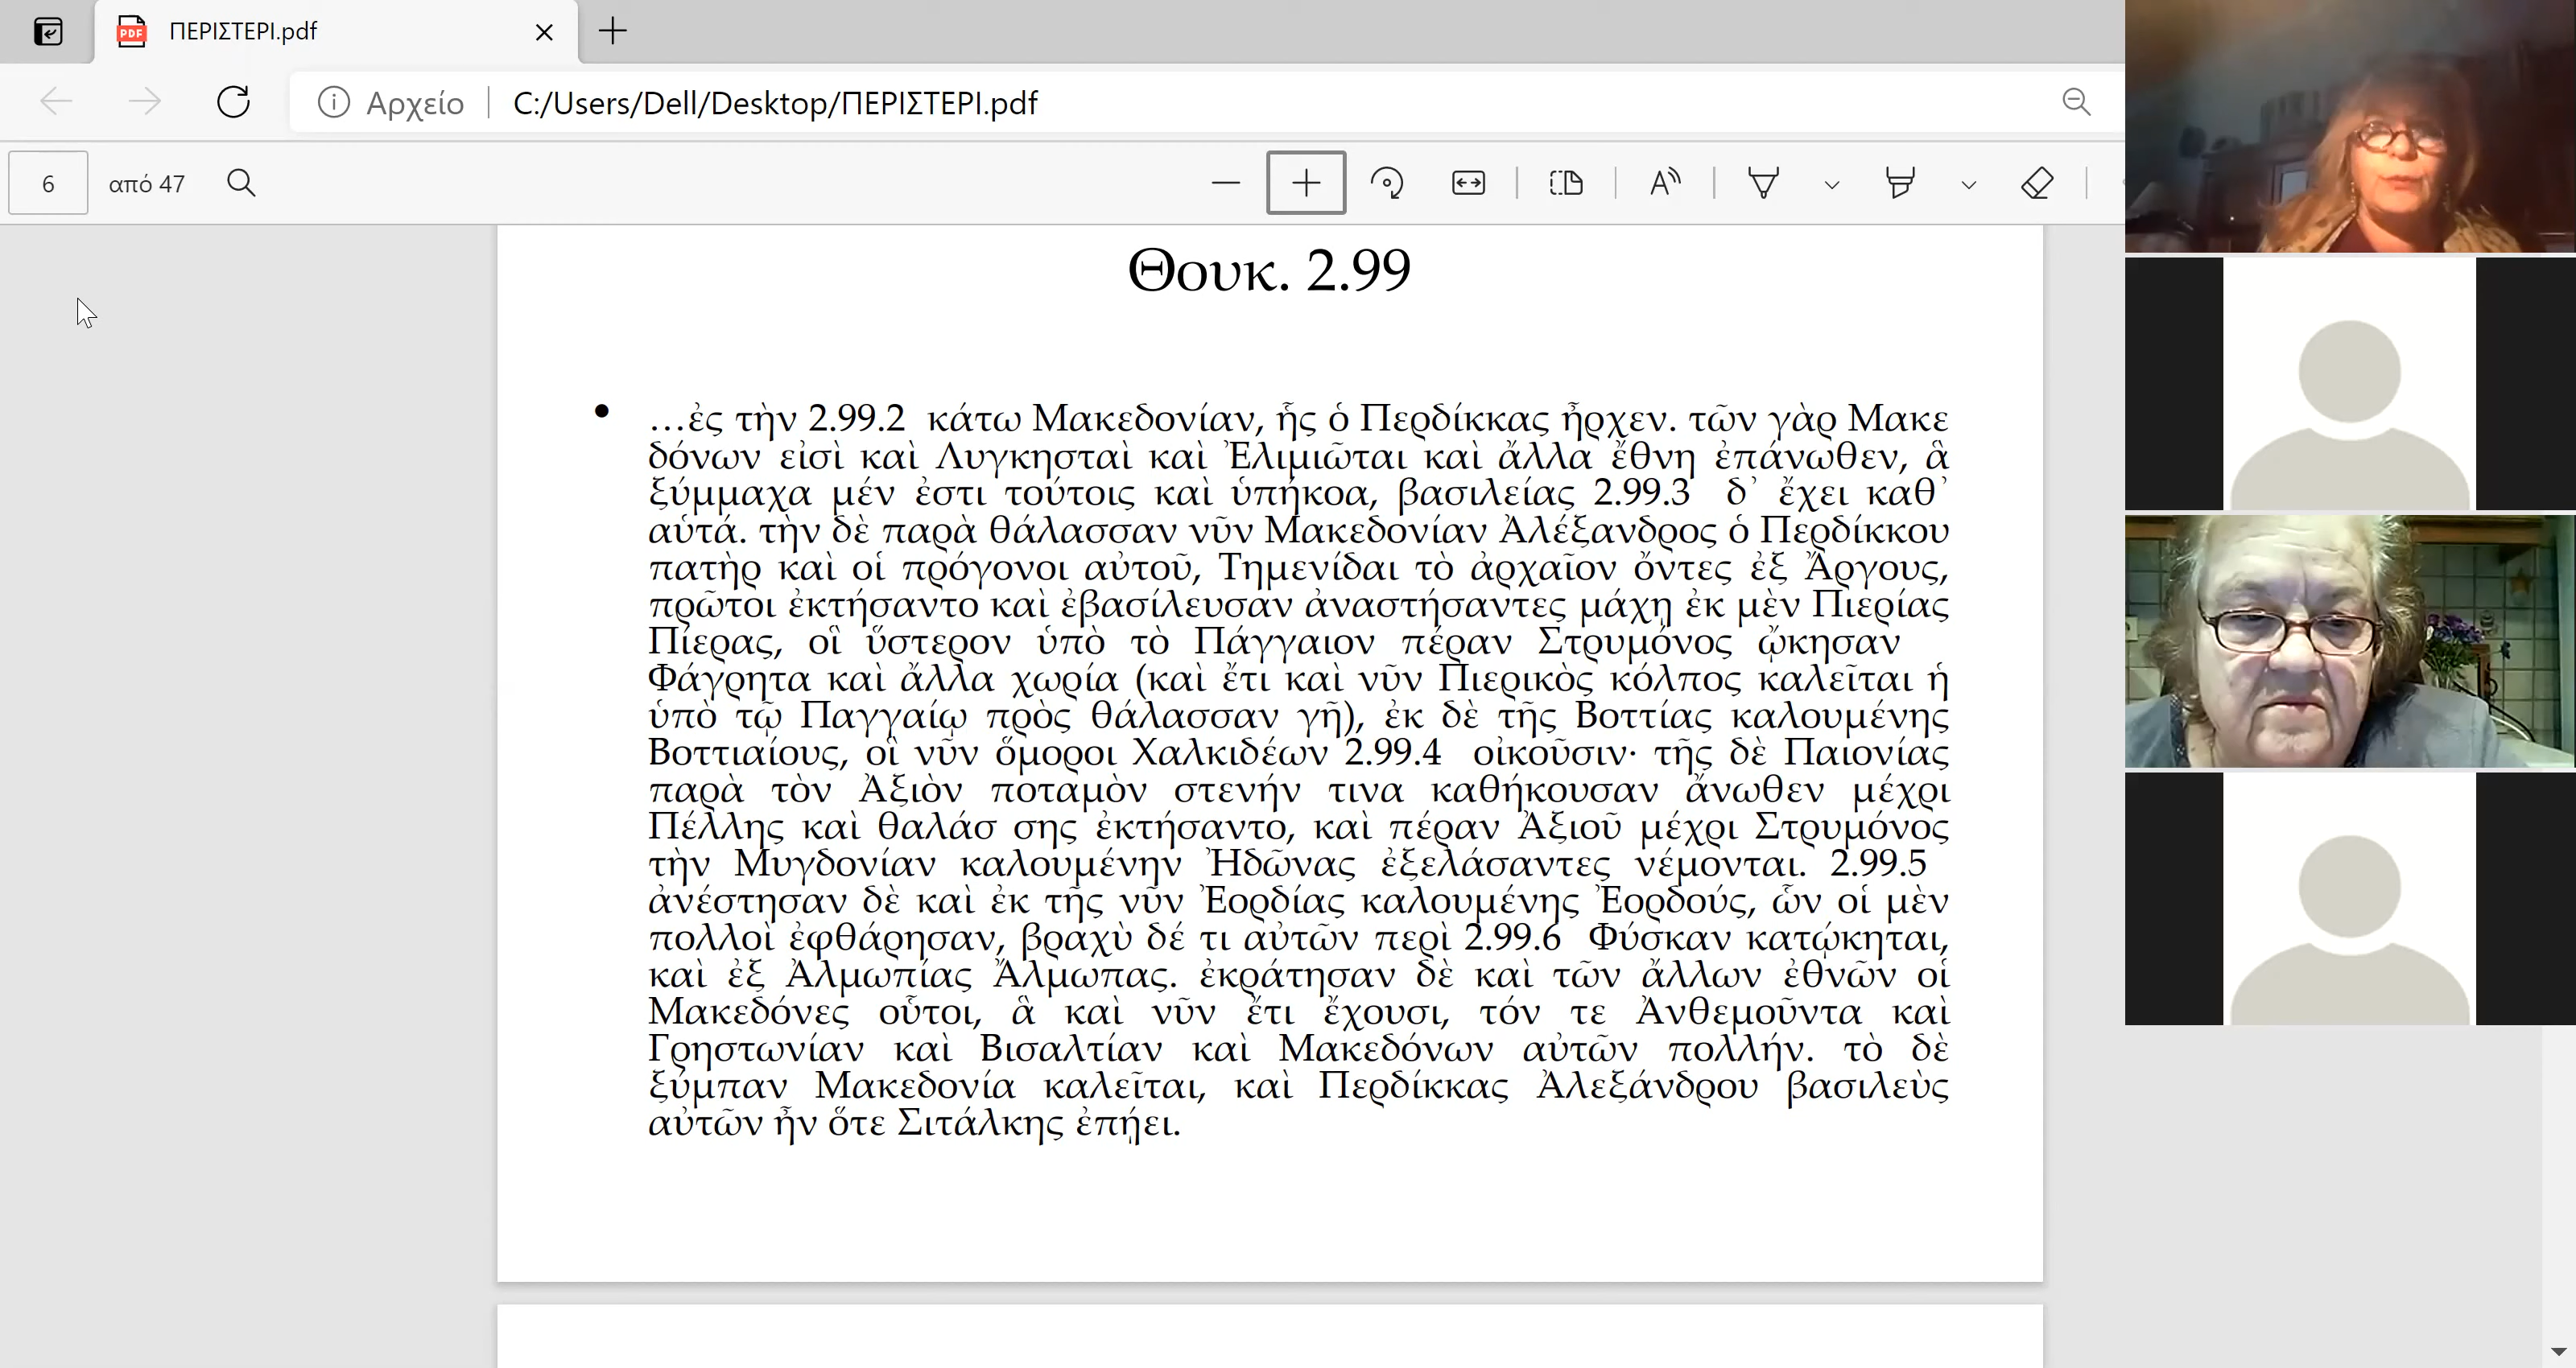 ΠΕΡΙΣΤΕΡΙ.pdf
Αρχείο C:/Users/Dell/Desktop/ΠΕΡΙΣΤΕΡΙ.pdf
6 από 47
Θουκ. 2.99
• …ἐς τὴν 2.99.2 κάτω Μακεδονίαν, ἧς ὁ Περδίκκας ἦρχεν. τῶν γὰρ Μακε
δόνων εἰσὶ καὶ Λυγκησταὶ καὶ Ἐλιμιῶται καὶ ἄλλα ἔθνη ἐπάνωθεν, ἃ
ξύμμαχα μέν ἐστι τούτοις καὶ ὑπήκοα, βασιλείας 2.99.3 δ᾽ ἔχει καθ᾽
αὑτά. τὴν δὲ παρὰ θάλασσαν νῦν Μακεδονίαν Ἀλέξανδρος ὁ Περδίκκου
πατὴρ καὶ οἱ πρόγονοι αὐτοῦ, Τημενίδαι τὸ ἀρχαῖον ὄντες ἐξ Ἄργους,
πρῶτοι ἐκτήσαντο καὶ ἐβασίλευσαν ἀναστήσαντες μάχῃ ἐκ μὲν Πιερίας
Πίερας, οἳ ὕστερον ὑπὸ τὸ Πάγγαιον πέραν Στρυμόνος ᾤκησαν
Φάγρητα καὶ ἄλλα χωρία (καὶ ἔτι καὶ νῦν Πιερικὸς κόλπος καλεῖται ἡ
ὑπὸ τῷ Παγγαίῳ πρὸς θάλασσαν γῆ), ἐκ δὲ τῆς Βοττίας καλουμένης
Βοττιαίους, οἳ νῦν ὅμοροι Χαλκιδέων 2.99.4 οἰκοῦσιν· τῆς δὲ Παιονίας
παρὰ τὸν Ἀξιὸν ποταμὸν στενήν τινα καθήκουσαν ἄνωθεν μέχρι
Πέλλης καὶ θαλάσ σης ἐκτήσαντο, καὶ πέραν Ἀξιοῦ μέχρι Στρυμόνος
τὴν Μυγδονίαν καλουμένην Ἠδῶνας ἐξελάσαντες νέμονται. 2.99.5
ἀνέστησαν δὲ καὶ ἐκ τῆς νῦν Ἐορδίας καλουμένης Ἐορδούς, ὧν οἱ μὲν
πολλοὶ ἐφθάρησαν, βραχὺ δέ τι αὐτῶν περὶ 2.99.6 Φύσκαν κατῴκηται,
καὶ ἐξ Ἀλμωπίας Ἄλμωπας. ἐκράτησαν δὲ καὶ τῶν ἄλλων ἐθνῶν οἱ
Μακεδόνες οὗτοι, ἃ καὶ νῦν ἔτι ἔχουσι, τόν τε Ἀνθεμοῦντα καὶ
Γρηστωνίαν καὶ Βισαλτίαν καὶ Μακεδόνων αὐτῶν πολλήν. τὸ δὲ
ξύμπαν Μακεδονία καλεῖται, καὶ Περδίκκας Ἀλεξάνδρου βασιλεὺς
αὐτῶν ἦν ὅτε Σιτάλκης ἐπῄει.